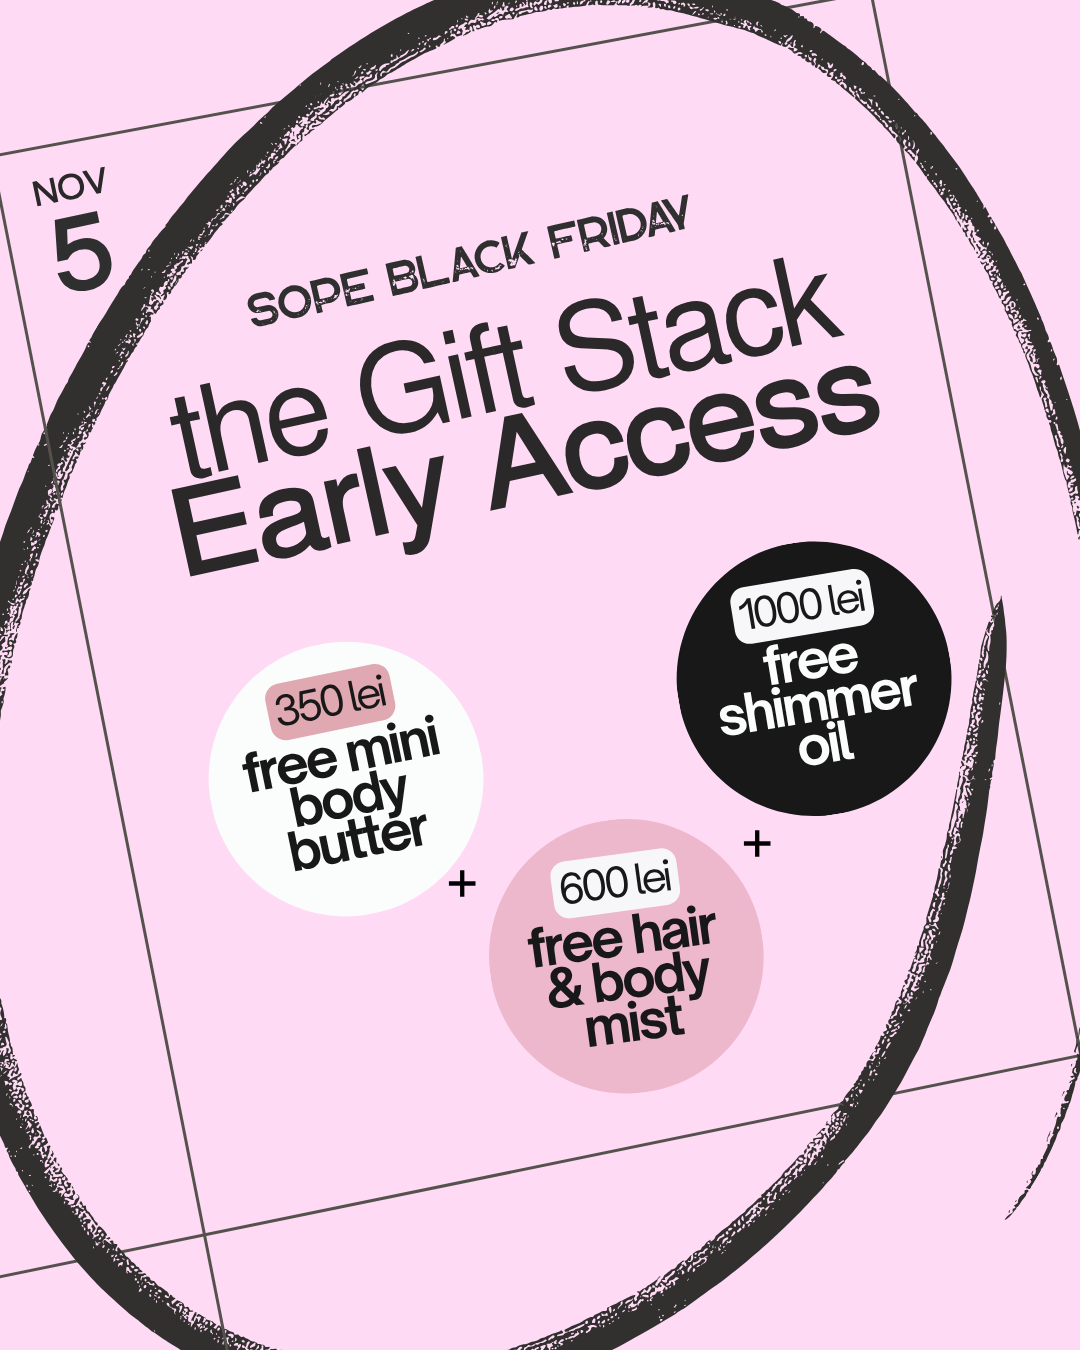 NOV
5
SOPE BLACK FRIDAY
the Gift Stack
Early Access
350 lei
free mini
body
butter
+
600 lei
free hair
& body
mist
+
1000 lei
free
shimmer
oil